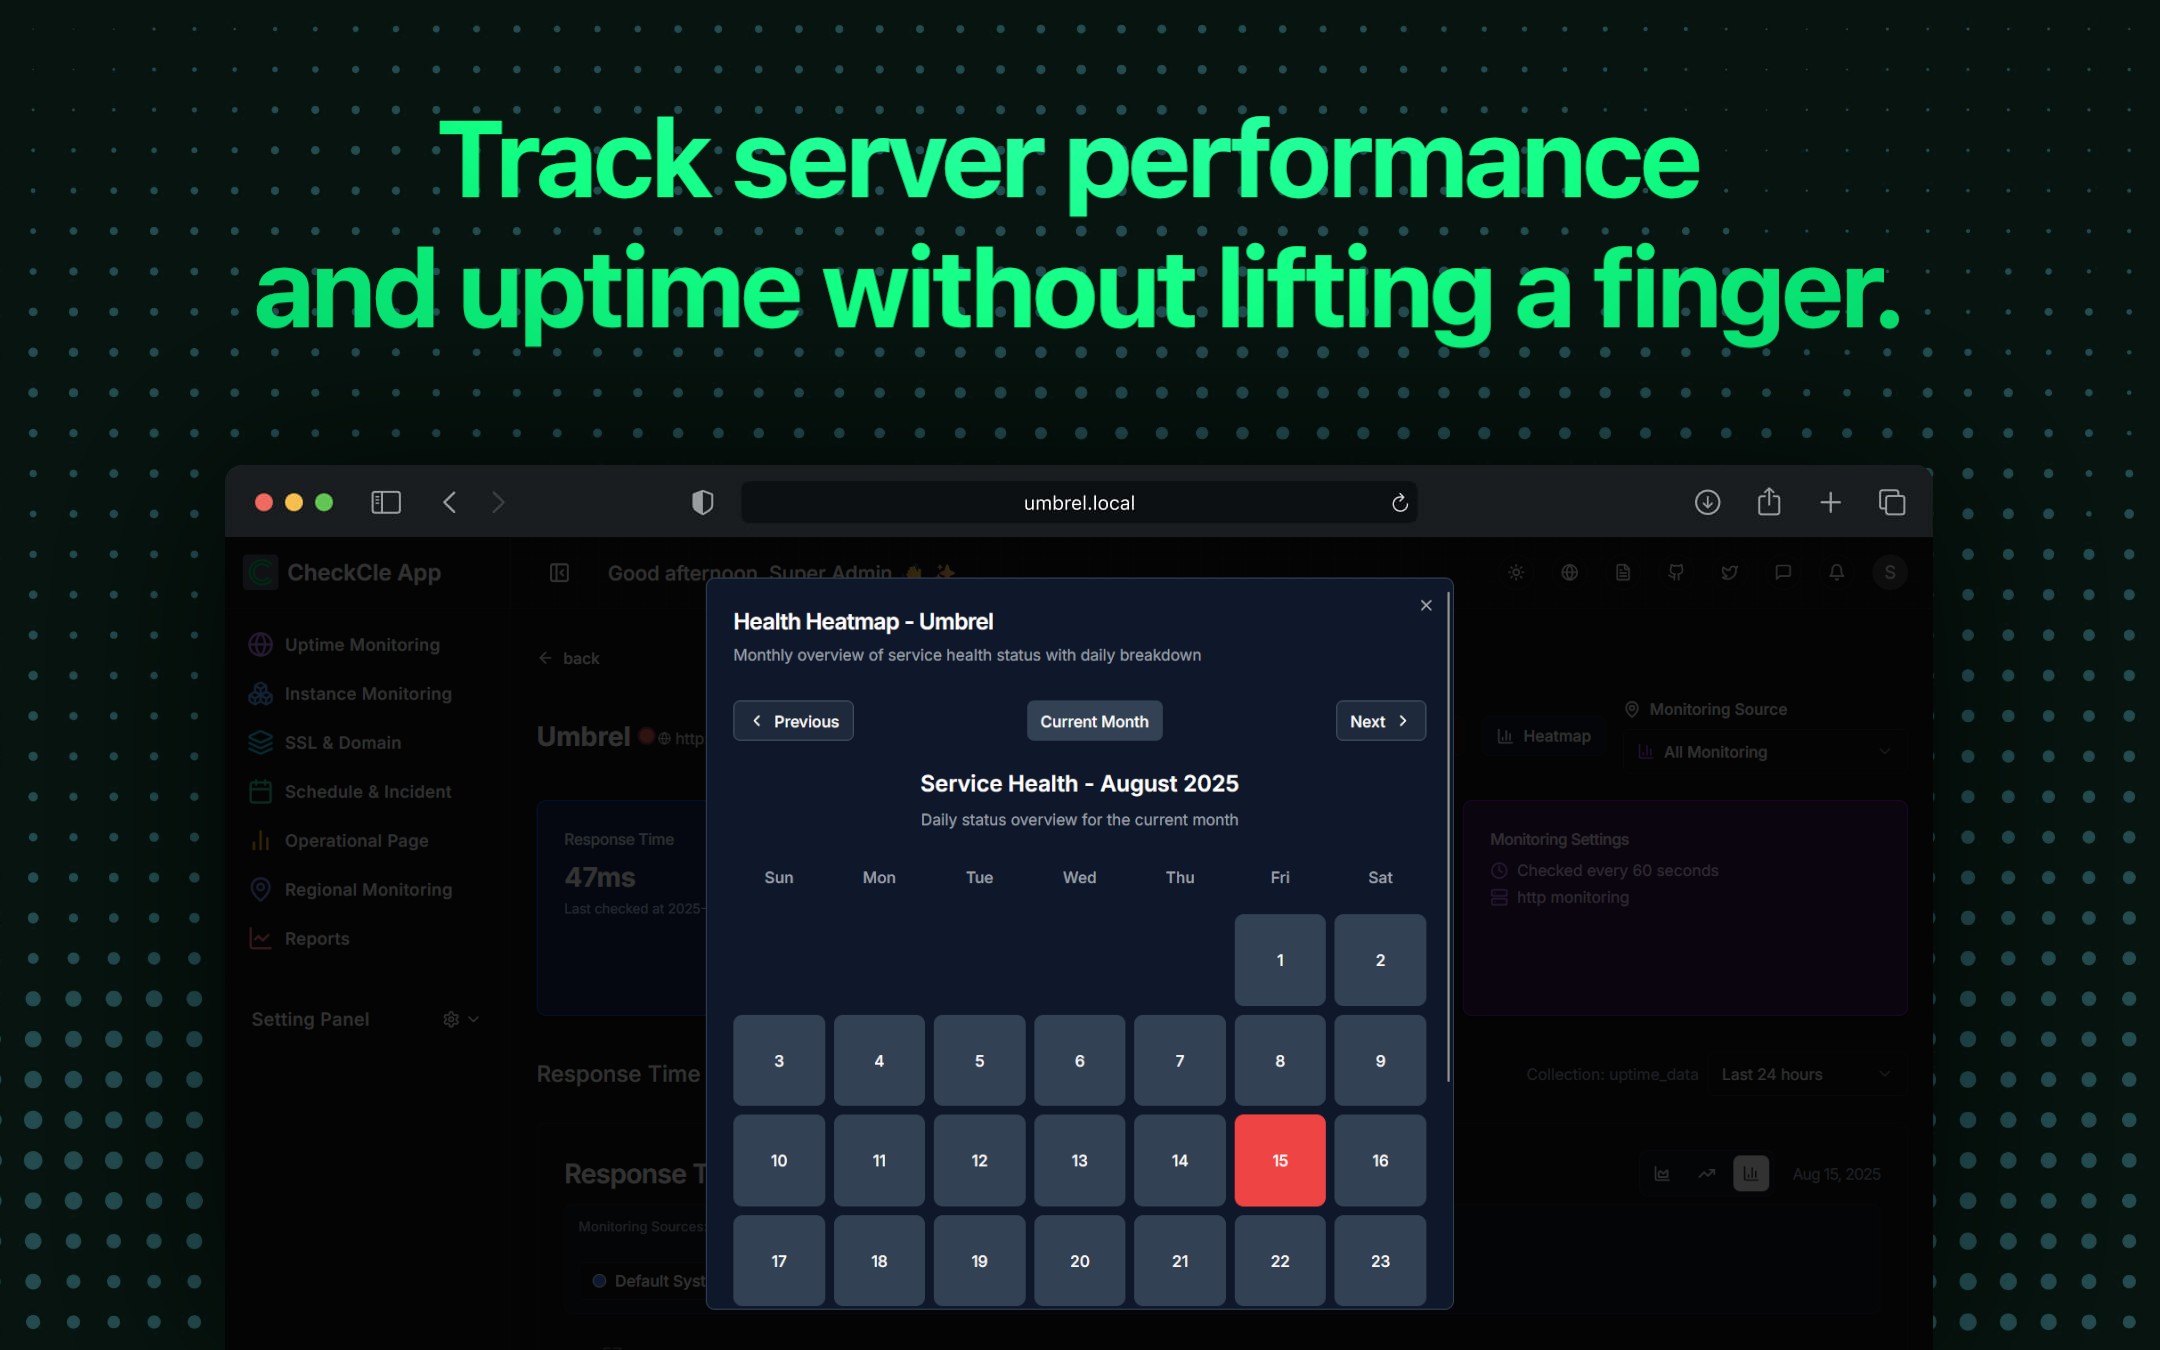 Track server performance
and uptime without lifting a finger.
umbrel.local
CheckCle App
Good afternoon, Super Admin
S
Uptime Monitoring
Instance Monitoring
SSL & Domain
Schedule & Incident
Operational Page
Regional Monitoring
Reports
Setting Panel
back
Umbrel
http
Heatmap
Monitoring Source
All Monitoring
Response Time
47ms
Last checked at 2025-
Monitoring Settings
Checked every 60 seconds
http monitoring
Response Time
Collection: uptime_data
Last 24 hours
Response T
Aug 15, 2025
Monitoring Sources:
Default Syst
Health Heatmap - Umbrel
Monthly overview of service health status with daily breakdown
Previous
Current Month
Next
Service Health - August 2025
Daily status overview for the current month
Sun Mon Tue Wed Thu Fri Sat
1 2
3 4 5 6 7 8 9
10 11 12 13 14 15 16
17 18 19 20 21 22 23